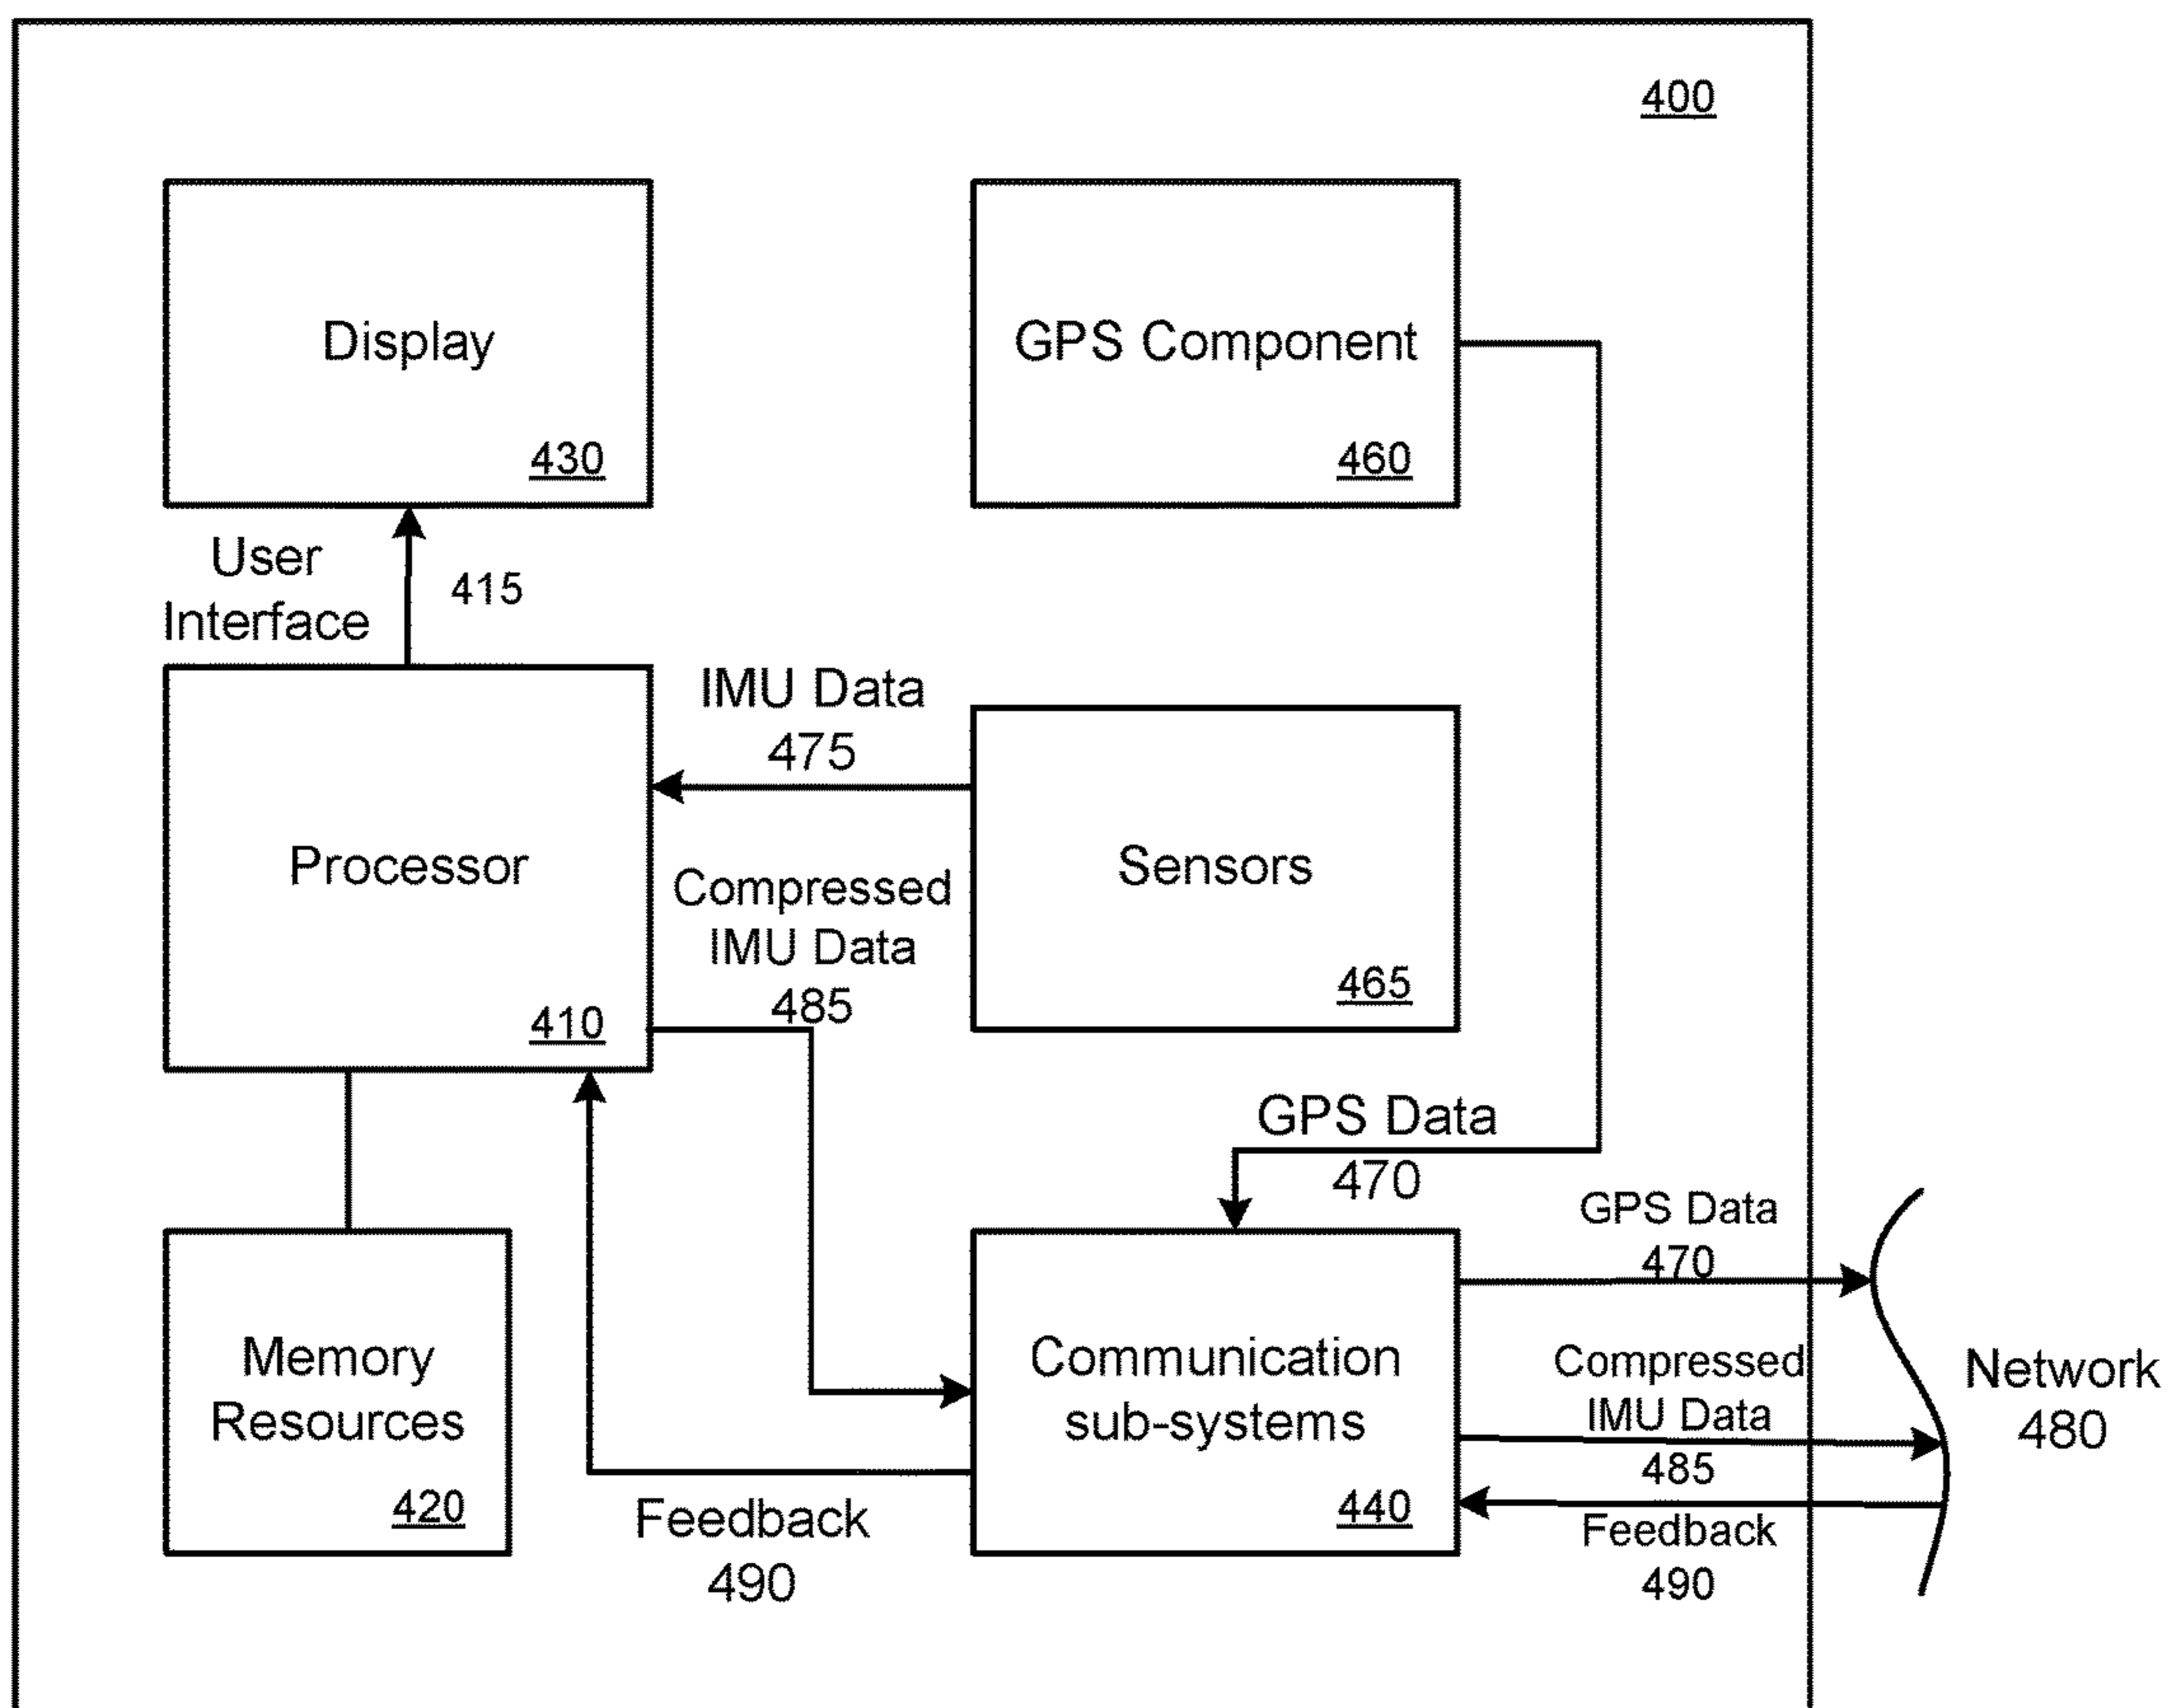 400
Display
430
GPS Component
460
User
Interface
415
IMU Data
475
Processor
410
Compressed
IMU Data
485
Sensors
465
GPS Data
470
Memory
Resources
420
Feedback
490
Communication
sub-systems
440
GPS Data
470
Compressed
IMU Data
485
Feedback
490
Network
480